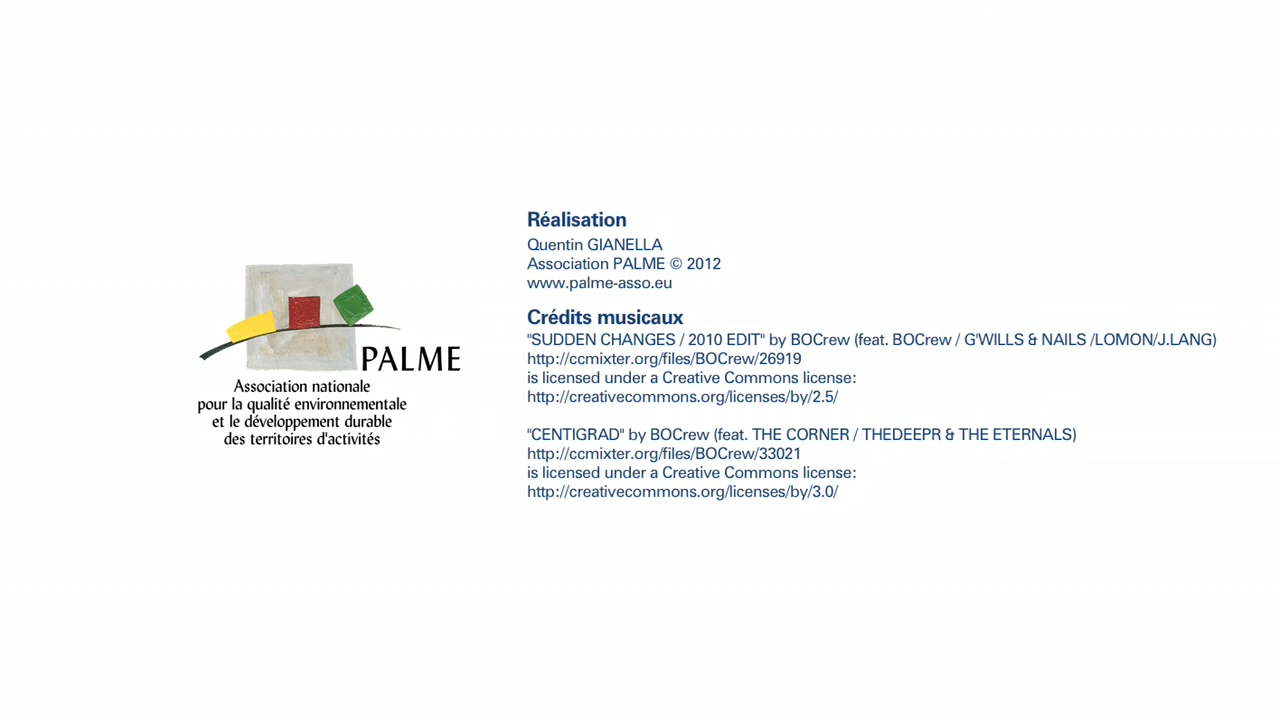 PALME
Association nationale
pour la qualité environnementale
et le développement durable
des territoires d'activités
Réalisation
Quentin GIANELLA
Association PALME © 2012
www.palme-asso.eu
Crédits musicaux
"SUDDEN CHANGES / 2010 EDIT" by BOCrew (feat. BOCrew / G'WILLS & NAILS /LOMON/J.LANG)
http://ccmixter.org/files/BOCrew/26919
is licensed under a Creative Commons license:
http://creativecommons.org/licenses/by/2.5/
"CENTIGRAD" by BOCrew (feat. THE CORNER / THEDEEPR & THE ETERNALS)
http://ccmixter.org/files/BOCrew/33021
is licensed under a Creative Commons license:
http://creativecommons.org/licenses/by/3.0/